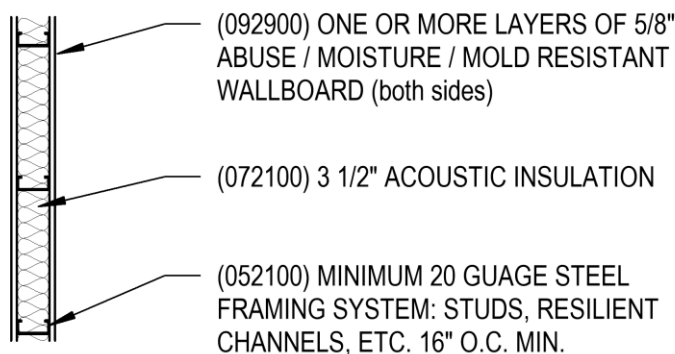 (092900) ONE OR MORE LAYERS OF 5/8"
ABUSE / MOISTURE / MOLD RESISTANT
WALLBOARD (both sides)
(072100) 3 1/2" ACOUSTIC INSULATION
(052100) MINIMUM 20 GUAGE STEEL
FRAMING SYSTEM: STUDS, RESILIENT
CHANNELS, ETC. 16" O.C. MIN.